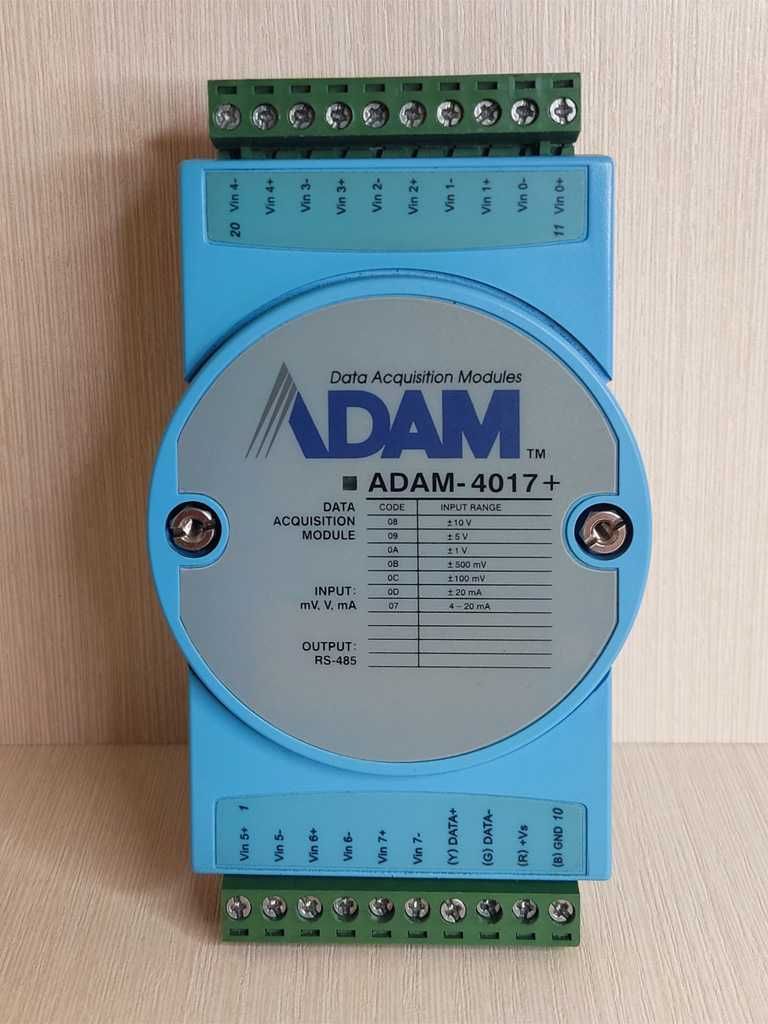 Vin 4-
Vin 4+
Vin 3-
Vin 3+
Vin 2-
Vin 2+
Vin 1-
Vin 1+
Vin 0-
Vin 0+
20
11
Data Acquisition Modules
ADAM TM
■ ADAM-4017+
DATA
ACQUISITION
MODULE
INPUT:
mV, V, mA
OUTPUT:
RS-485
CODE INPUT RANGE
08 ±10 V
09 ±5 V
0A ±1 V
0B ±500 mV
0C ±100 mV
0D ±20 mA
07 4–20 mA
1
10
Vin 5+
Vin 5-
Vin 6+
Vin 6-
Vin 7+
Vin 7-
(Y) DATA+
(G) DATA-
(R) +Vs
(B) GND